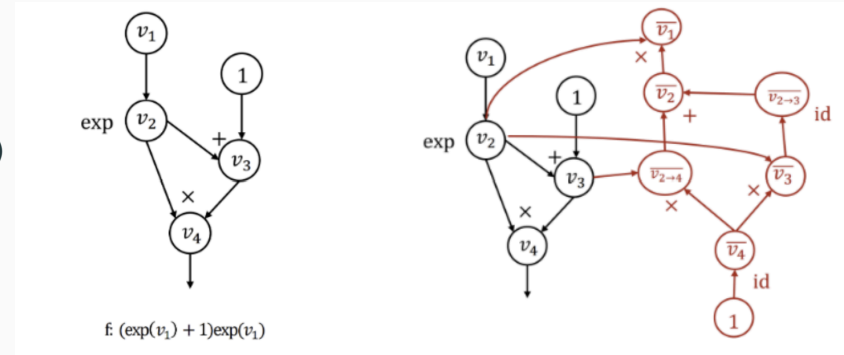 v₁
1
exp
v₂
+
v₃
×
v₄
f: (exp(v₁) + 1)exp(v₁)
v₁
1
exp
v₂
+
v₃
×
v₄
v̅₁
×
v̅₂
+
v̅₂→₃
id
v̅₂→₄
×
v̅₃
×
v̅₄
id
1